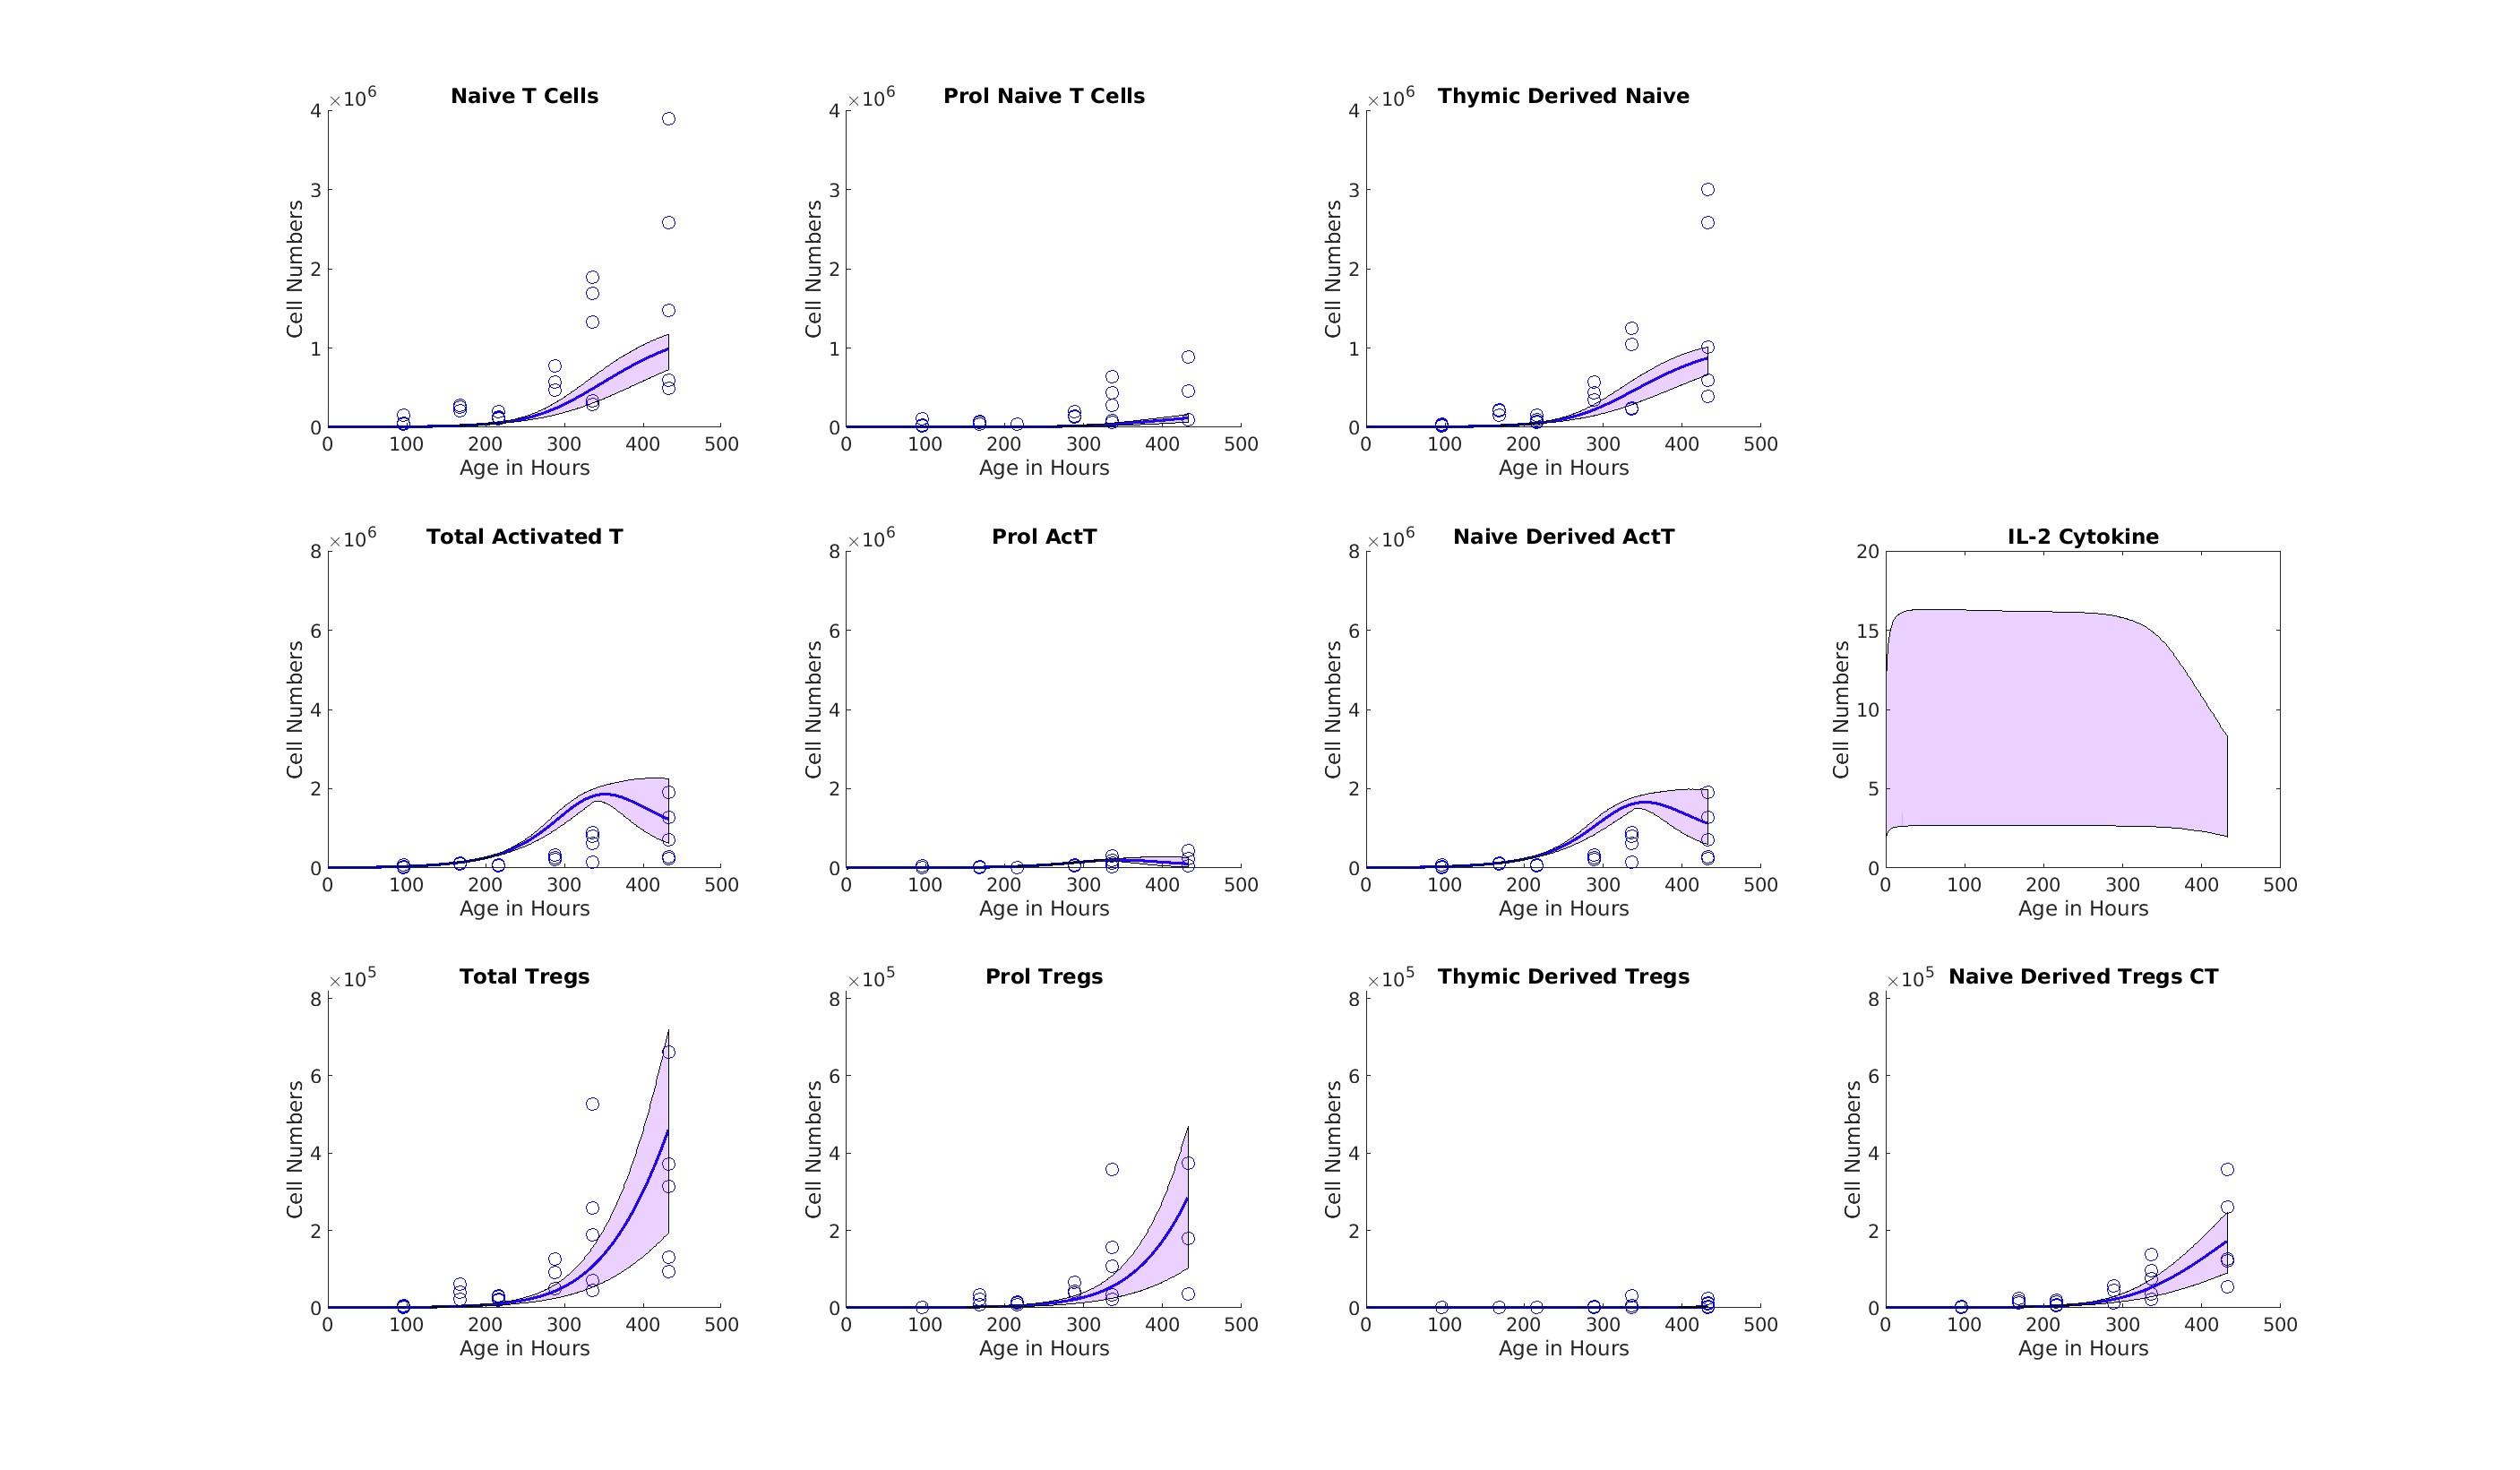 Naive T Cells
×10^6
Cell Numbers
4
3
2
1
0
0 100 200 300 400 500
Age in Hours
Prol Naive T Cells
×10^6
Cell Numbers
4
3
2
1
0
0 100 200 300 400 500
Age in Hours
Thymic Derived Naive
×10^6
Cell Numbers
4
3
2
1
0
0 100 200 300 400 500
Age in Hours
Total Activated T
×10^6
Cell Numbers
8
6
4
2
0
0 100 200 300 400 500
Age in Hours
Prol ActT
×10^6
Cell Numbers
8
6
4
2
0
0 100 200 300 400 500
Age in Hours
Naive Derived ActT
×10^6
Cell Numbers
8
6
4
2
0
0 100 200 300 400 500
Age in Hours
IL-2 Cytokine
Cell Numbers
20
15
10
5
0
0 100 200 300 400 500
Age in Hours
Total Tregs
×10^5
Cell Numbers
8
6
4
2
0
0 100 200 300 400 500
Age in Hours
Prol Tregs
×10^5
Cell Numbers
8
6
4
2
0
0 100 200 300 400 500
Age in Hours
Thymic Derived Tregs
×10^5
Cell Numbers
8
6
4
2
0
0 100 200 300 400 500
Age in Hours
Naive Derived Tregs CT
×10^5
Cell Numbers
8
6
4
2
0
0 100 200 300 400 500
Age in Hours